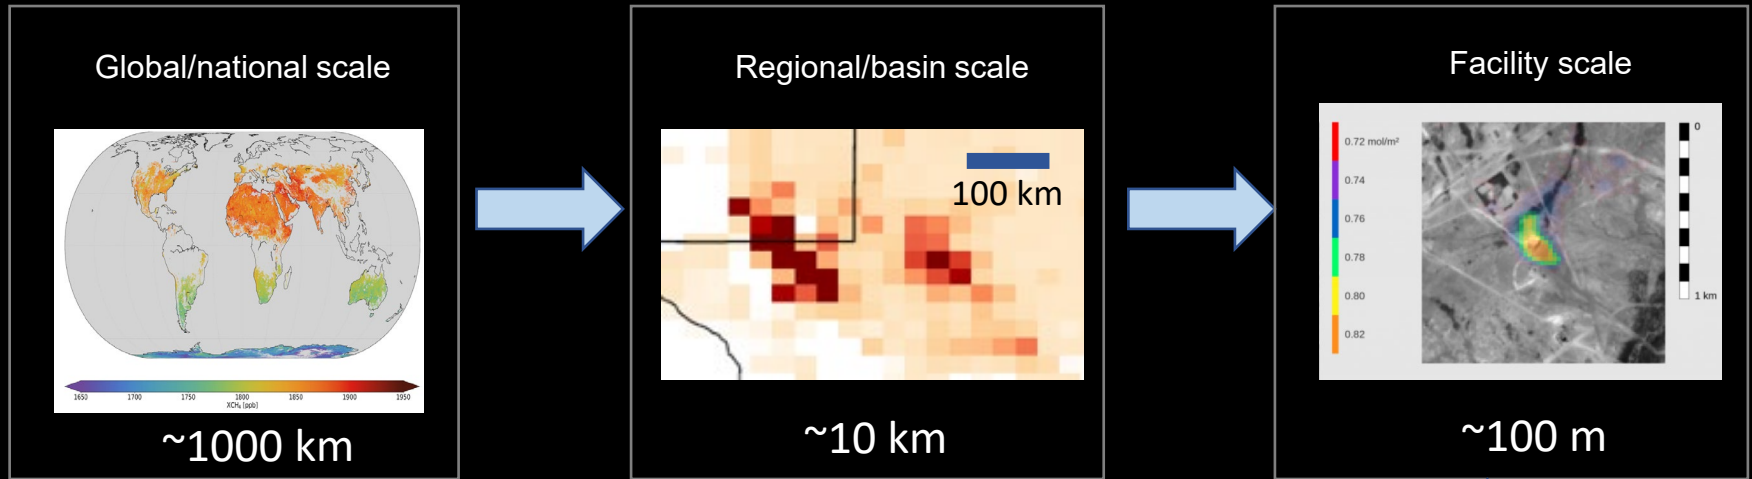 Global/national scale
1650 1700 1750 1800 1850 1900 1950
XCH₄ [ppb]
~1000 km
Regional/basin scale
100 km
~10 km
Facility scale
0.72 mol/m²
0.74
0.76
0.78
0.80
0.82
0
1 km
~100 m